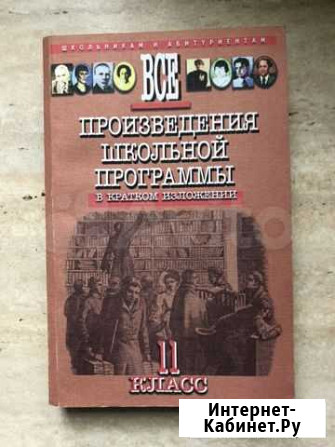 ШКОЛЬНИКАМ И АБИТУРИЕНТАМ
ВСЕ
ПРОИЗВЕДЕНИЯ
ШКОЛЬНОЙ
ПРОГРАММЫ
В КРАТКОМ ИЗЛОЖЕНИИ
11
КЛАСС
Интернет-
Кабинет.Ру